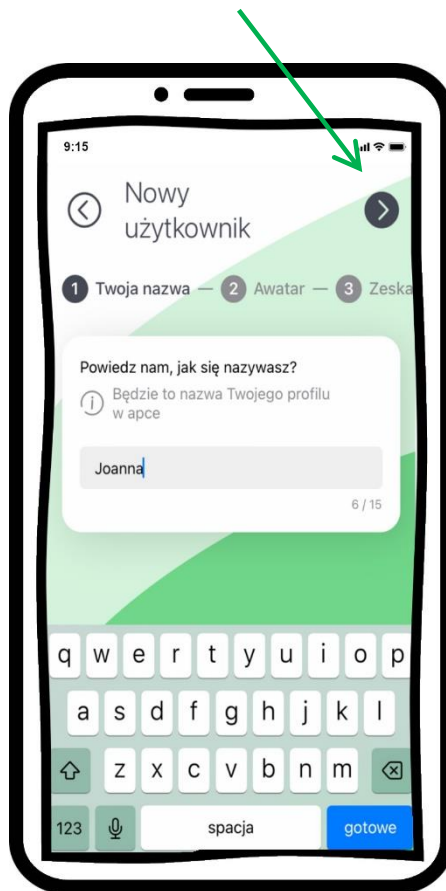 9:15
Nowy
użytkownik
1 Twoja nazwa — 2 Awatar — 3 Zeska
Powiedz nam, jak się nazywasz?
Będzie to nazwa Twojego profilu
w apce
Joanna
6 / 15
q w e r t y u i o p
a s d f g h j k l
z x c v b n m
123 spacja gotowe